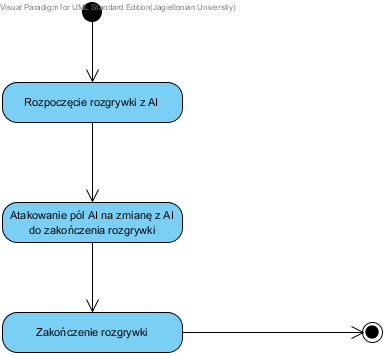 Visual Paradigm for UML Standard Edition(Jagiellonian University)
Rozpoczęcie rozgrywki z AI
Atakowanie pól AI na zmianę z AI
do zakończenia rozgrywki
Zakończenie rozgrywki